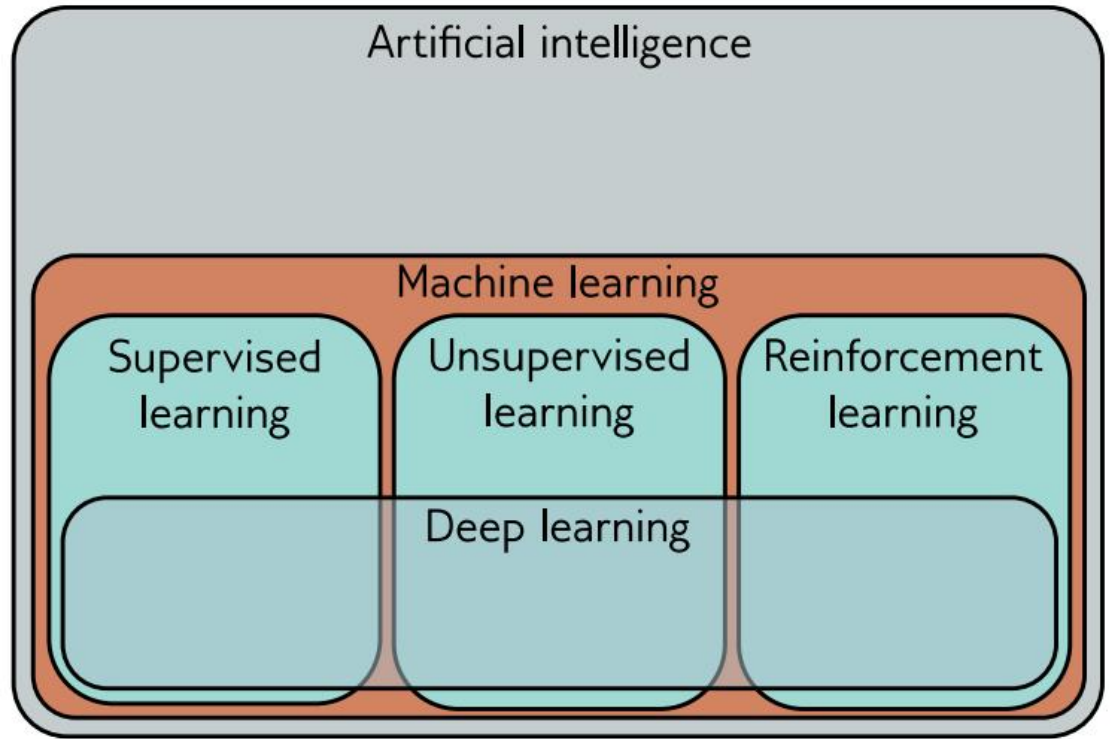 Artificial intelligence
Machine learning
Supervised
learning
Unsupervised
learning
Reinforcement
learning
Deep learning